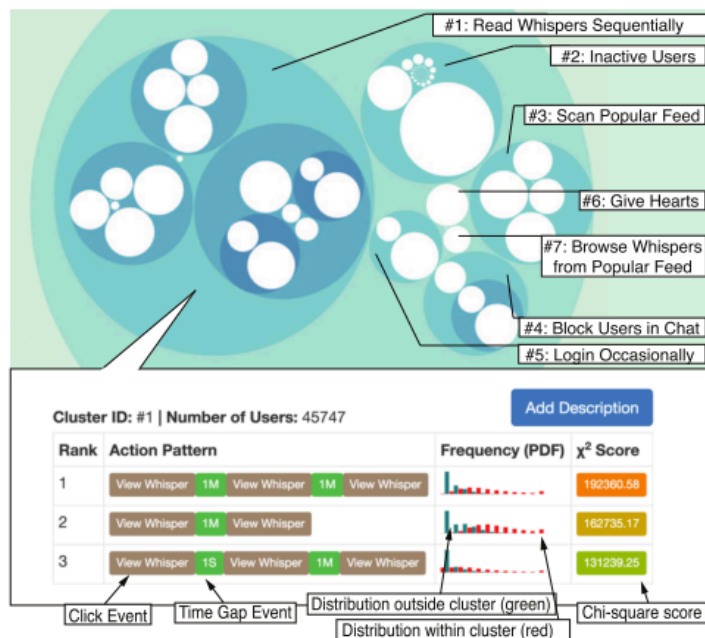 #1: Read Whispers Sequentially
#2: Inactive Users
#3: Scan Popular Feed
#6: Give Hearts
#7: Browse Whispers
from Popular Feed
#4: Block Users in Chat
#5: Login Occasionally
Cluster ID: #1 | Number of Users: 45747
Add Description
Rank Action Pattern Frequency (PDF) χ² Score
1 View Whisper 1M View Whisper 1M View Whisper 192360.58
2 View Whisper 1M View Whisper 162735.17
3 View Whisper 1S View Whisper 1M View Whisper 131239.25
Click Event Time Gap Event Distribution outside cluster (green) Chi-square score
Distribution within cluster (red)